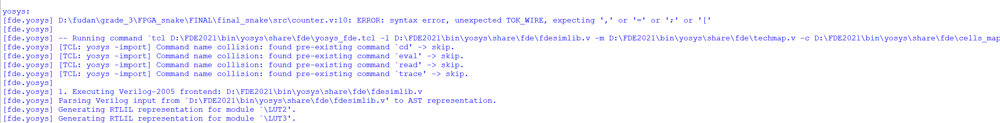 yosys:
[fde.yosys] D:\fudan\grade_3\FPGA_snake\FINAL\final_snake\src\counter.v:10: ERROR: syntax error, unexpected TOK_WIRE, expecting ',' or '=' or ';' or '['
[fde.yosys]
[fde.yosys] -- Running command `tcl D:\FDE2021\bin\yosys\share\fde\yosys_fde.tcl -l D:\FDE2021\bin\yosys\share\fde\fdesimlib.v -m D:\FDE2021\bin\yosys\share\fde\techmap.v -c D:\FDE2021\bin\yosys\share\fde\cells_map
[fde.yosys] [TCL: yosys -import] Command name collision: found pre-existing command `cd' -> skip.
[fde.yosys] [TCL: yosys -import] Command name collision: found pre-existing command `eval' -> skip.
[fde.yosys] [TCL: yosys -import] Command name collision: found pre-existing command `read' -> skip.
[fde.yosys] [TCL: yosys -import] Command name collision: found pre-existing command `trace' -> skip.
[fde.yosys]
[fde.yosys] 1. Executing Verilog-2005 frontend: D:\FDE2021\bin\yosys\share\fde\fdesimlib.v
[fde.yosys] Parsing Verilog input from `D:\FDE2021\bin\yosys\share\fde\fdesimlib.v' to AST representation.
[fde.yosys] Generating RTLIL representation for module `\LUT2'.
[fde.yosys] Generating RTLIL representation for module `\LUT3'.